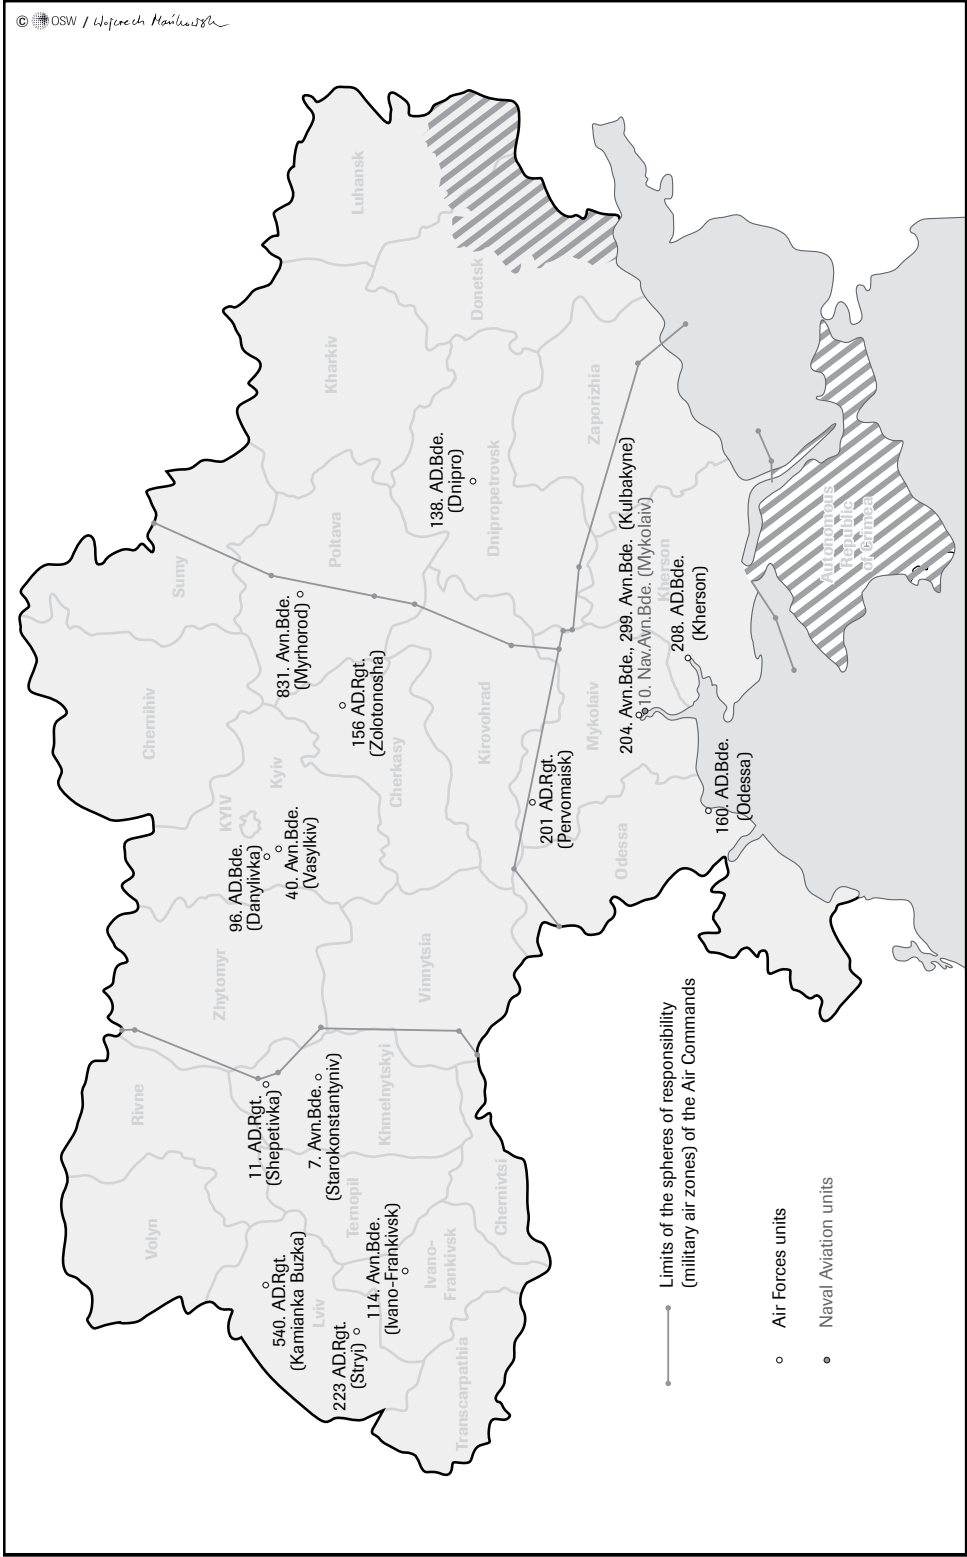 © OSW / Wojciech Mańkowski
Luhansk
Donetsk
Kharkiv
Zaporizhia
138. AD.Bde.
(Dnipro)
Dnipropetrovsk
Poltava
Sumy
831. Avn.Bde.
(Myrhorod)
156 AD.Rgt.
(Zolotonosha)
Chernihiv
Kyiv
KYIV
Cherkasy
Kirovohrad
Mykolaiv
Kherson
204. Avn.Bde., 299. Avn.Bde. (Kulbakyne)
10. Nav.Avn.Bde. (Mykolaiv)
208. AD.Bde.
(Kherson)
Autonomous
Republic
of Crimea
201 AD.Rgt.
(Pervomaisk)
160. AD.Bde.
(Odessa)
Odessa
96. AD.Bde.
(Danylivka)
40. Avn.Bde.
(Vasylkiv)
Zhytomyr
Vinnytsia
Rivne
11. AD.Rgt.
(Shepetivka)
7. Avn.Bde.
(Starokonstantyniv)
Khmelnytskyi
Volyn
Ternopil
Chernivtsi
540. AD.Rgt.
(Kamianka Buzka)
Lviv
114. Avn.Bde.
(Ivano-Frankivsk)
Ivano-
Frankivsk
223 AD.Rgt.
(Stryi)
Transcarpathia
Limits of the spheres of responsibility
(military air zones) of the Air Commands
Air Forces units
Naval Aviation units